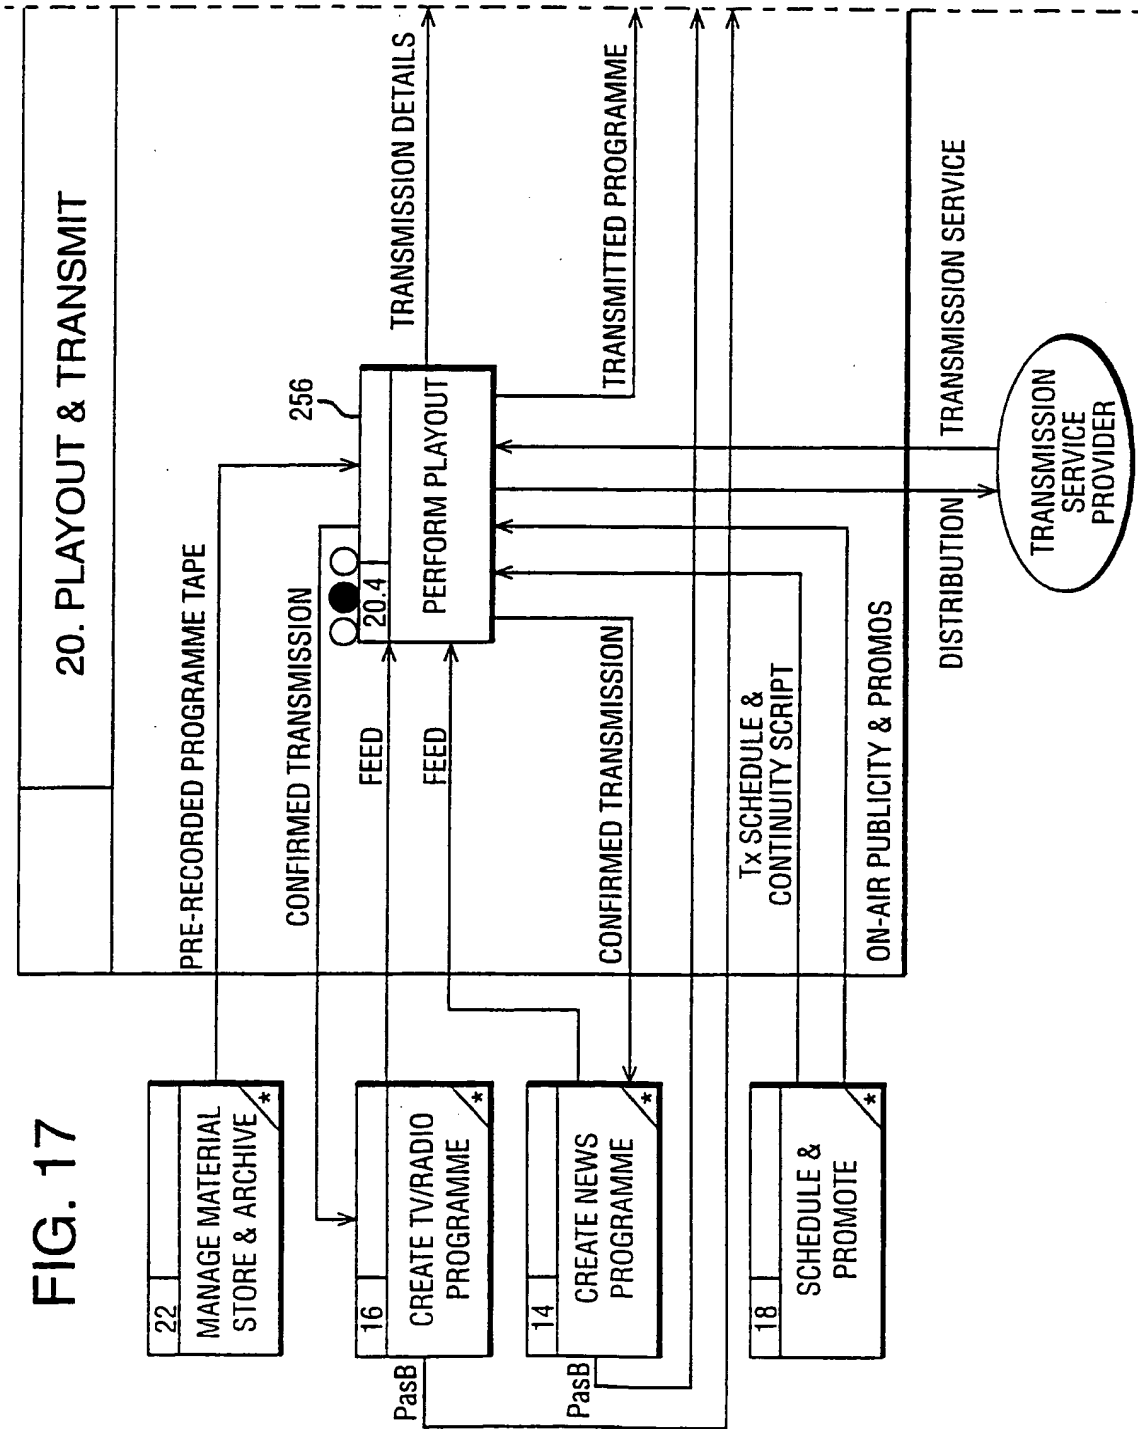 FIG. 17
20. PLAYOUT & TRANSMIT
22
MANAGE MATERIAL
STORE & ARCHIVE
*
PRE-RECORDED PROGRAMME TAPE
CONFIRMED TRANSMISSION
256
20.4
PERFORM PLAYOUT
TRANSMISSION DETAILS
16
CREATE TV/RADIO
PROGRAMME
*
PasB
FEED
FEED
14
CREATE NEWS
PROGRAMME
*
PasB
CONFIRMED TRANSMISSION
TRANSMITTED PROGRAMME
18
SCHEDULE &
PROMOTE
*
Tx SCHEDULE &
CONTINUITY SCRIPT
ON-AIR PUBLICITY & PROMOS
DISTRIBUTION
TRANSMISSION SERVICE
TRANSMISSION
SERVICE
PROVIDER